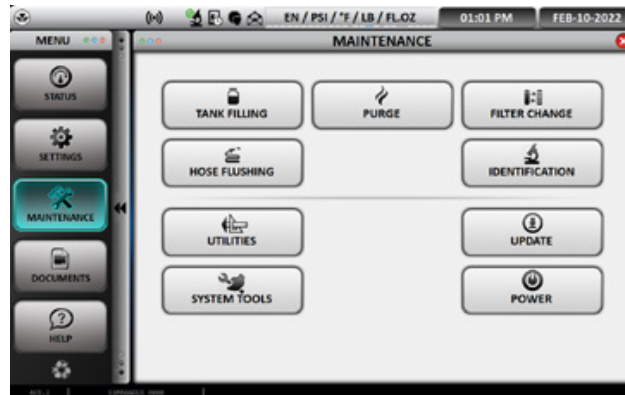 EN / PSI / °F / LB / FL.OZ
01:01 PM
FEB-10-2022
MENU
MAINTENANCE
STATUS
SETTINGS
MAINTENANCE
DOCUMENTS
HELP
TANK FILLING
PURGE
FILTER CHANGE
HOSE FLUSHING
IDENTIFICATION
UTILITIES
UPDATE
SYSTEM TOOLS
POWER